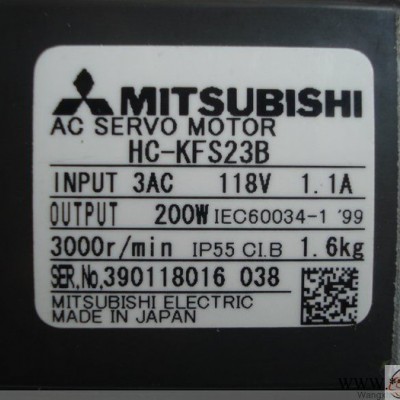 MITSUBISHI
AC SERVO MOTOR
HC-KFS23B
INPUT 3AC 118V 1.1A
OUTPUT 200W IEC60034-1 '99
3000r/min IP55 CI.B 1.6kg
SER.No.390118016 038
MITSUBISHI ELECTRIC
MADE IN JAPAN